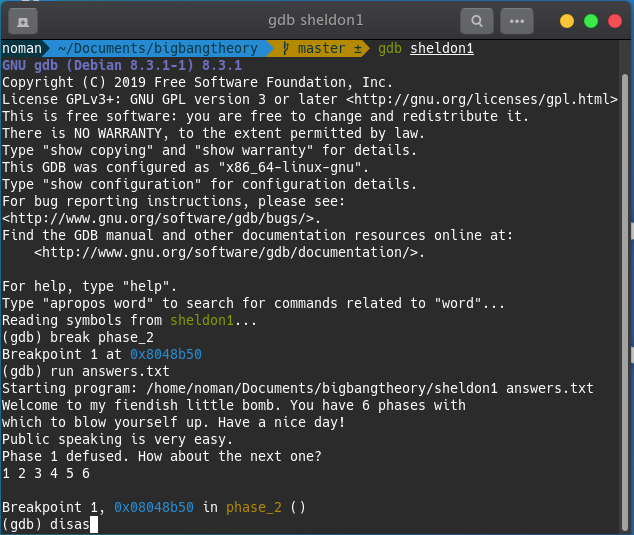 gdb sheldon1
noman ~/Documents/bigbangtheory master ± gdb sheldon1
GNU gdb (Debian 8.3.1-1) 8.3.1
Copyright (C) 2019 Free Software Foundation, Inc.
License GPLv3+: GNU GPL version 3 or later <http://gnu.org/licenses/gpl.html>
This is free software: you are free to change and redistribute it.
There is NO WARRANTY, to the extent permitted by law.
Type "show copying" and "show warranty" for details.
This GDB was configured as "x86_64-linux-gnu".
Type "show configuration" for configuration details.
For bug reporting instructions, please see:
<http://www.gnu.org/software/gdb/bugs/>.
Find the GDB manual and other documentation resources online at:
    <http://www.gnu.org/software/gdb/documentation/>.
For help, type "help".
Type "apropos word" to search for commands related to "word"...
Reading symbols from sheldon1...
(gdb) break phase_2
Breakpoint 1 at 0x8048b50
(gdb) run answers.txt
Starting program: /home/noman/Documents/bigbangtheory/sheldon1 answers.txt
Welcome to my fiendish little bomb. You have 6 phases with
which to blow yourself up. Have a nice day!
Public speaking is very easy.
Phase 1 defused. How about the next one?
1 2 3 4 5 6
Breakpoint 1, 0x08048b50 in phase_2 ()
(gdb) disas